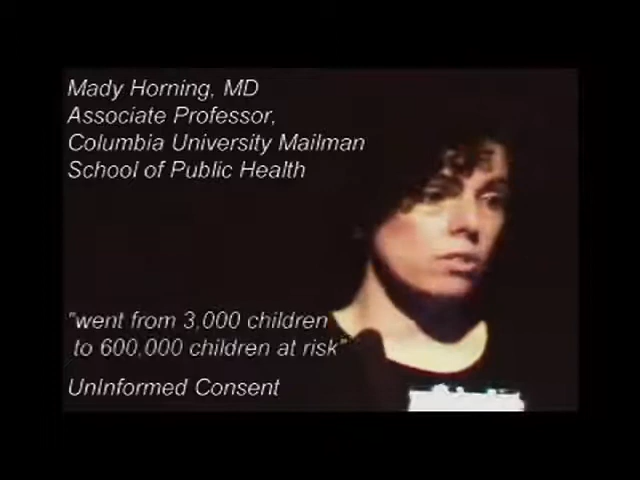 Mady Horning, MD
Associate Professor,
Columbia University Mailman
School of Public Health
"went from 3,000 children
to 600,000 children at risk"
UnInformed Consent